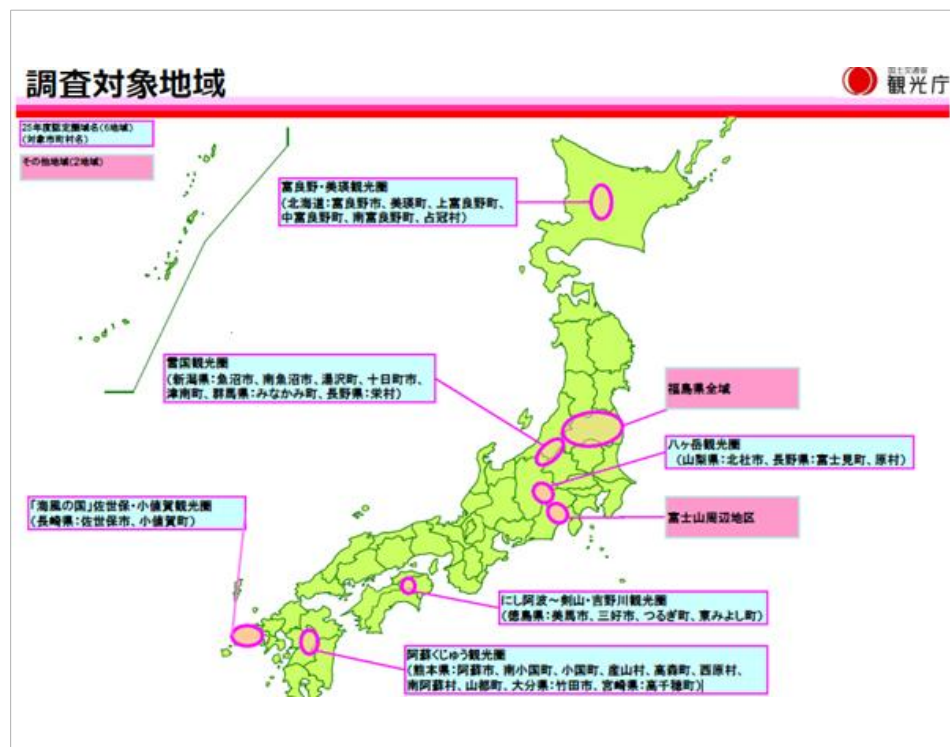 調査対象地域
国土交通省
観光庁
25年度認定圏域名(6地域)
(対象市町村名)
その他地域(2地域)
富良野・美瑛観光圏
(北海道:富良野市、美瑛町、上富良野町、
中富良野町、南富良野町、占冠村)
雪国観光圏
(新潟県:魚沼市、南魚沼市、湯沢町、十日町市、
津南町、群馬県:みなかみ町、長野県:栄村)
福島県全域
八ヶ岳観光圏
(山梨県:北杜市、長野県:富士見町、原村)
「海風の国」佐世保・小値賀観光圏
(長崎県:佐世保市、小値賀町)
富士山周辺地区
にし阿波~剣山・吉野川観光圏
(徳島県:美馬市、三好市、つるぎ町、東みよし町)
阿蘇くじゅう観光圏
(熊本県:阿蘇市、南小国町、小国町、産山村、高森町、西原村、
南阿蘇村、山都町、大分県:竹田市、宮崎県:高千穂町)